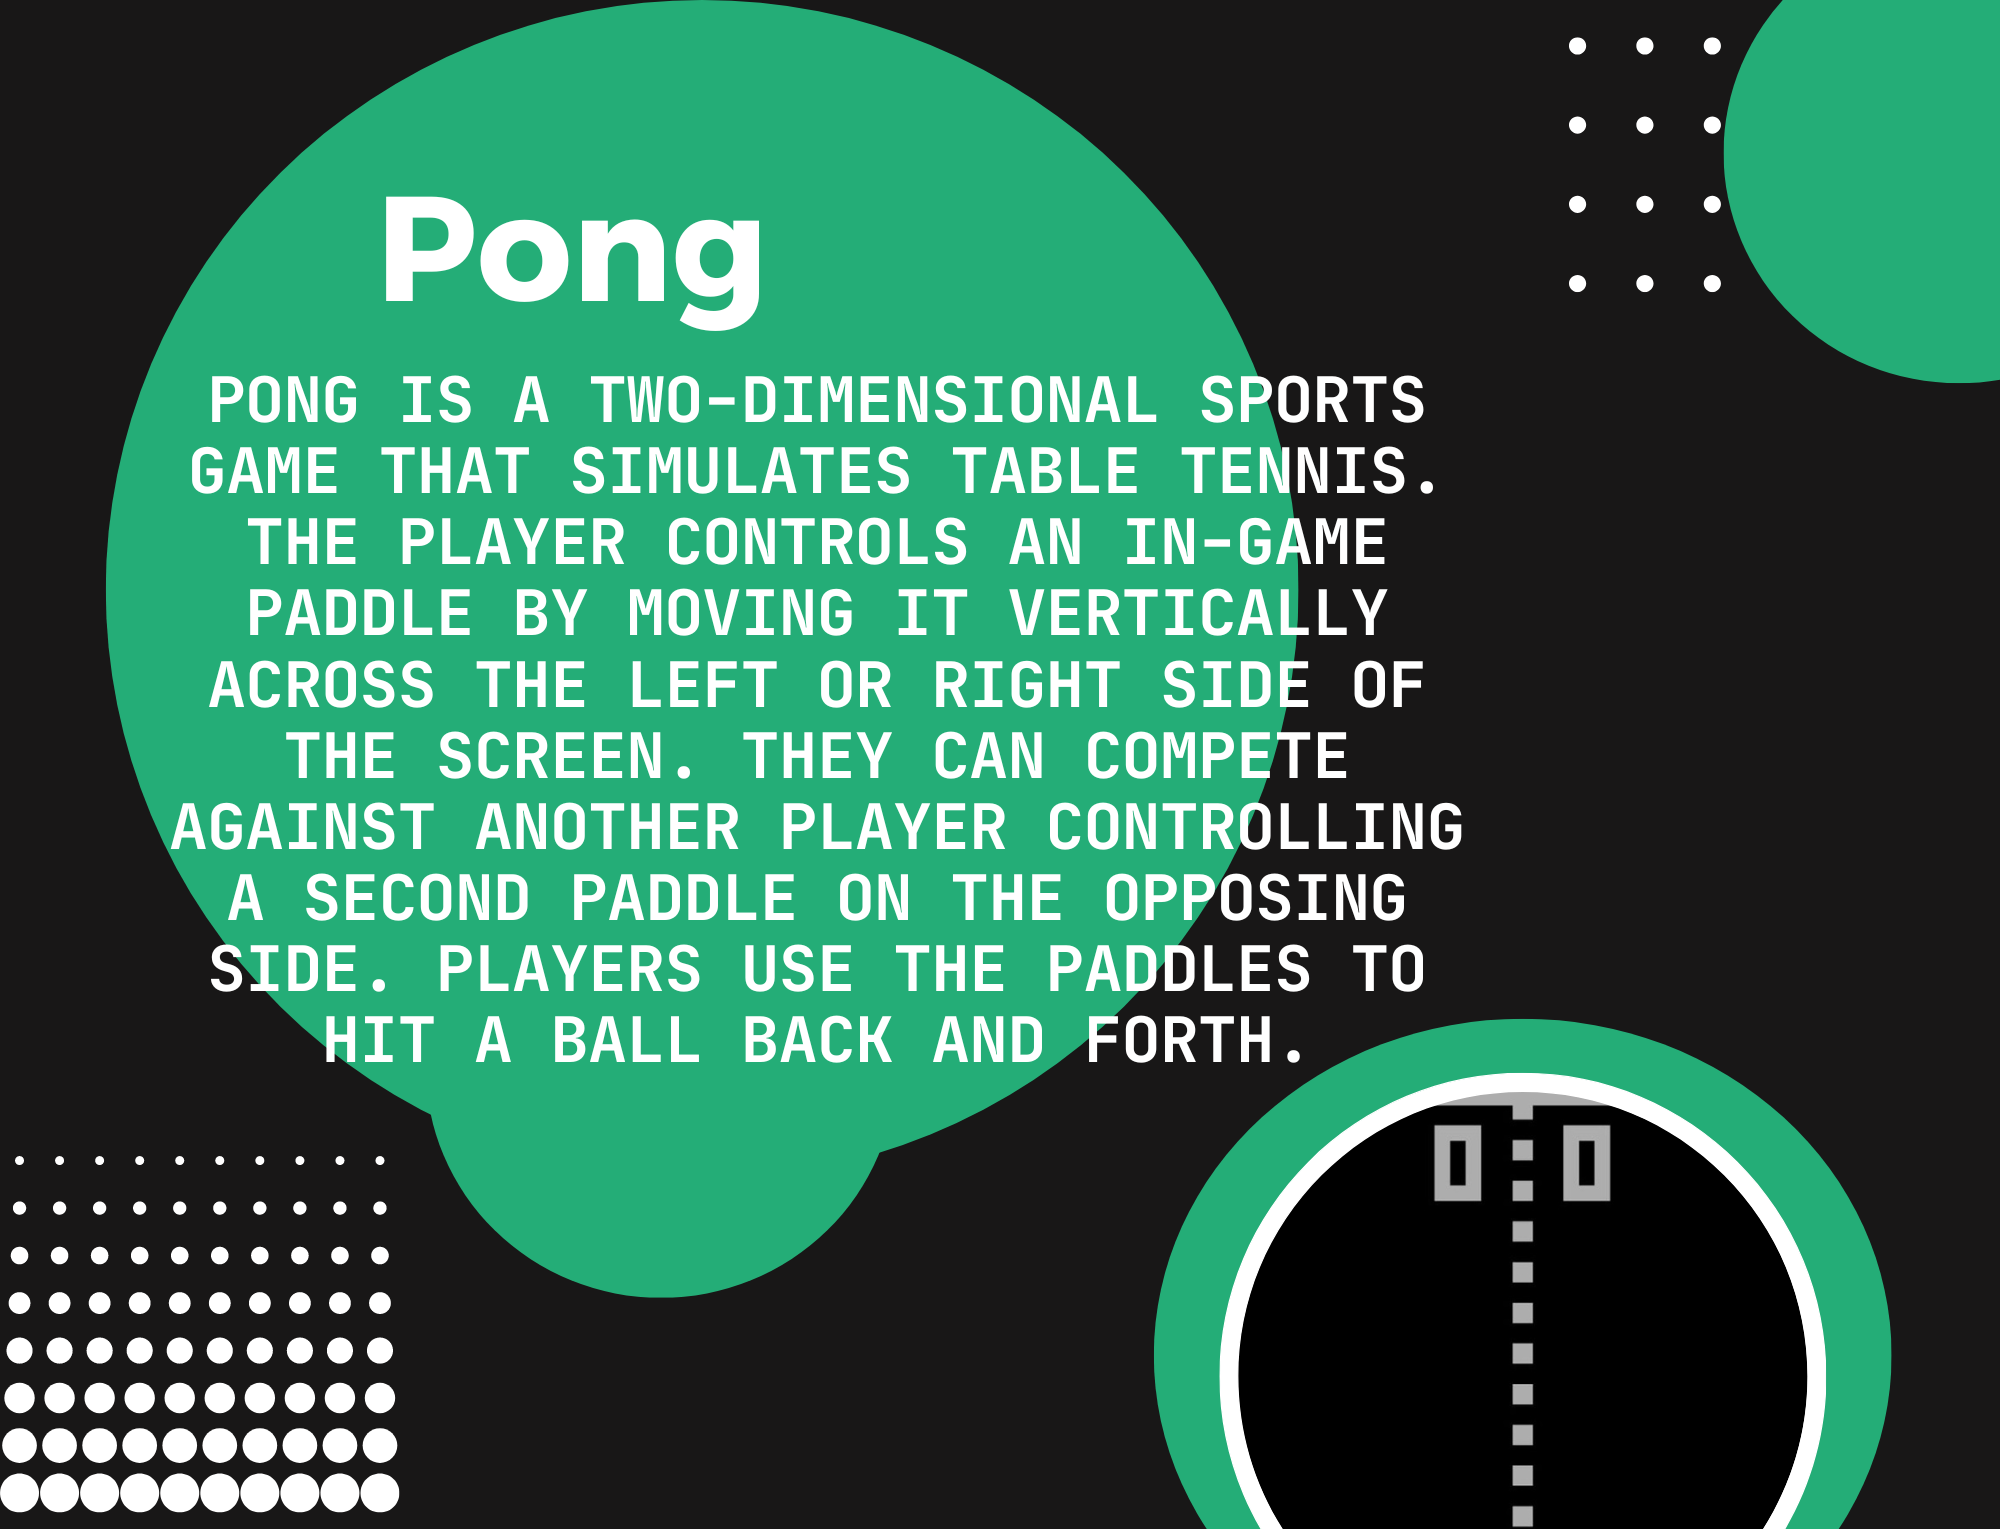 Pong
PONG IS A TWO-DIMENSIONAL SPORTS
GAME THAT SIMULATES TABLE TENNIS.
THE PLAYER CONTROLS AN IN-GAME
PADDLE BY MOVING IT VERTICALLY
ACROSS THE LEFT OR RIGHT SIDE OF
THE SCREEN. THEY CAN COMPETE
AGAINST ANOTHER PLAYER CONTROLLING
A SECOND PADDLE ON THE OPPOSING
SIDE. PLAYERS USE THE PADDLES TO
HIT A BALL BACK AND FORTH.
0 0